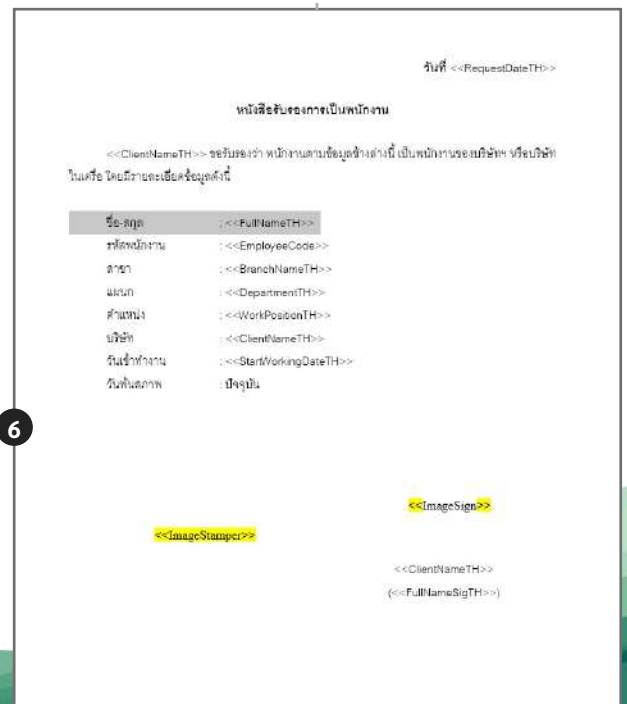 วันที่ <<RequestDateTH>>
หนังสือรับรองการเป็นพนักงาน
<<ClientNameTH>> ขอรับรองว่า พนักงานตามข้อมูลข้างล่างนี้ เป็นพนักงานของบริษัทฯ หรือบริษัท
ในเครือ โดยมีรายละเอียดข้อมูลดังนี้
ชื่อ-สกุล : <<FullNameTH>>
รหัสพนักงาน : <<EmployeeCode>>
สาขา : <<BranchNameTH>>
แผนก : <<DepartmentTH>>
ตำแหน่ง : <<WorkPositionTH>>
บริษัท : <<ClientNameTH>>
วันเข้าทำงาน : <<StartWorkingDateTH>>
วันพ้นสภาพ : ปัจจุบัน
6
<<ImageSign>>
<<ImageStamper>>
<<ClientNameTH>>
(<<FullNameSigTH>>)